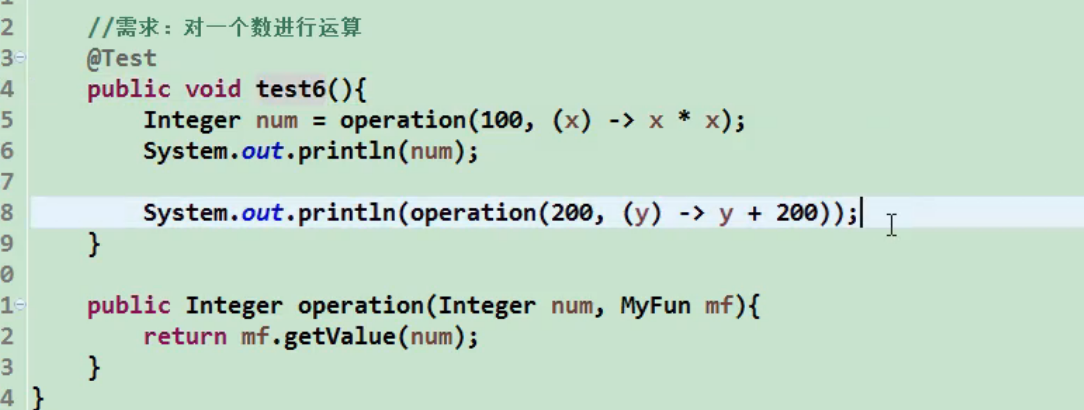 2 //需求：对一个数进行运算
3 @Test
4 public void test6(){
5 Integer num = operation(100, (x) -> x * x);
6 System.out.println(num);
7
8 System.out.println(operation(200, (y) -> y + 200));
9 }
0
1 public Integer operation(Integer num, MyFun mf){
2 return mf.getValue(num);
3 }
4 }